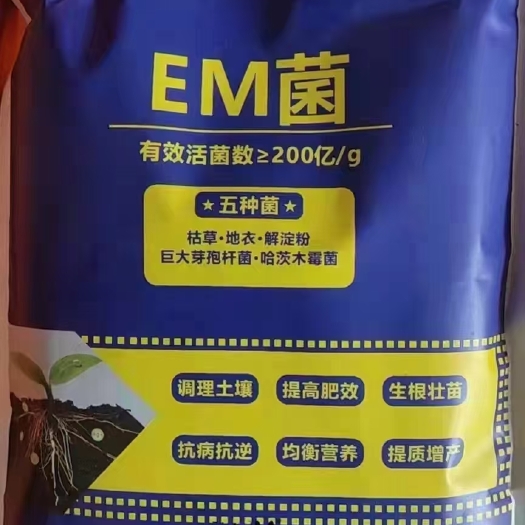 EM菌
有效活菌数≥200亿/g
★五种菌★
枯草·地衣·解淀粉
巨大芽孢杆菌·哈茨木霉菌
调理土壤 提高肥效 生根壮苗
抗病抗逆 均衡营养 提质增产